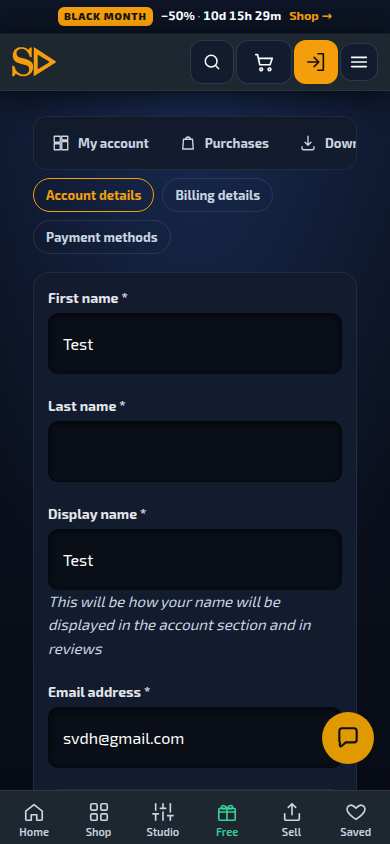 BLACK MONTH −50% · 10d 15h 29m Shop →
S
My account Purchases Down
Account details Billing details
Payment methods
First name *
Test
Last name *
Display name *
Test
This will be how your name will be
displayed in the account section and in
reviews
Email address *
svdh@gmail.com
Home Shop Studio Free Sell Saved